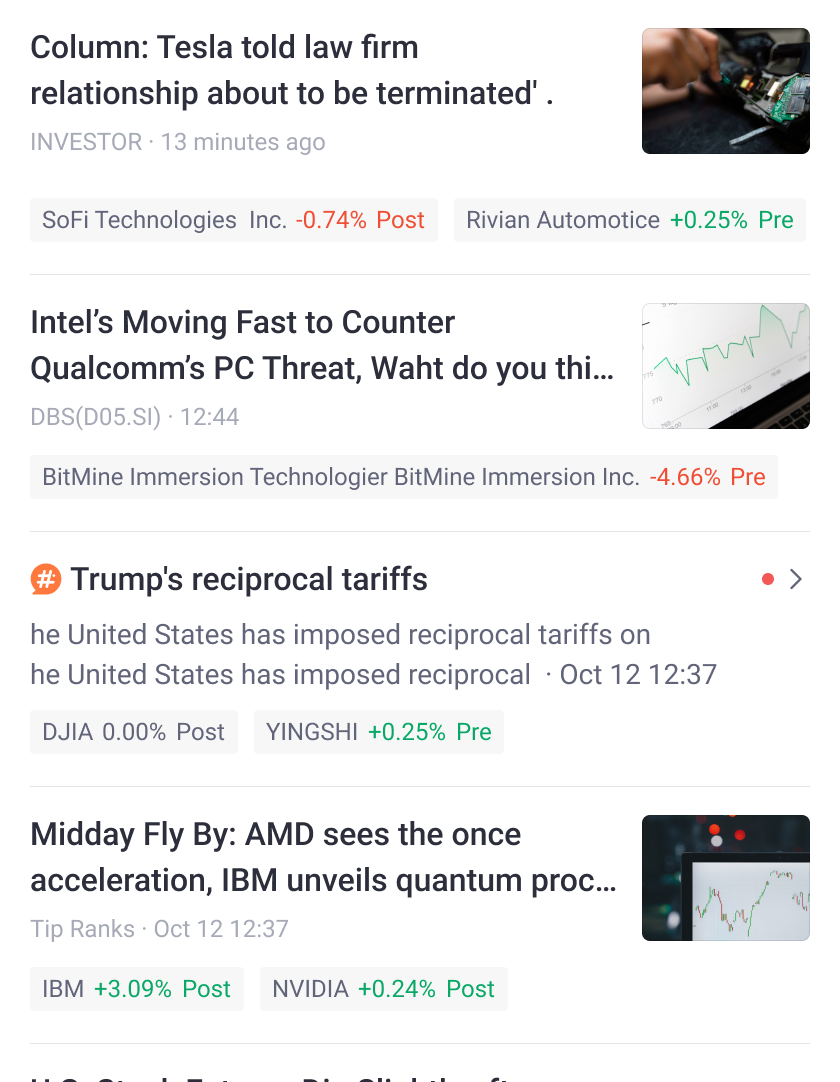 Column: Tesla told law firm
relationship about to be terminated' .
INVESTOR · 13 minutes ago
SoFi Technologies Inc. -0.74% Post Rivian Automotice +0.25% Pre
Intel’s Moving Fast to Counter
Qualcomm’s PC Threat, Waht do you thi...
DBS(D05.SI) · 12:44
BitMine Immersion Technologier BitMine Immersion Inc. -4.66% Pre
# Trump's reciprocal tariffs
he United States has imposed reciprocal tariffs on
he United States has imposed reciprocal · Oct 12 12:37
DJIA 0.00% Post YINGSHI +0.25% Pre
Midday Fly By: AMD sees the once
acceleration, IBM unveils quantum proc...
Tip Ranks · Oct 12 12:37
IBM +3.09% Post NVIDIA +0.24% Post